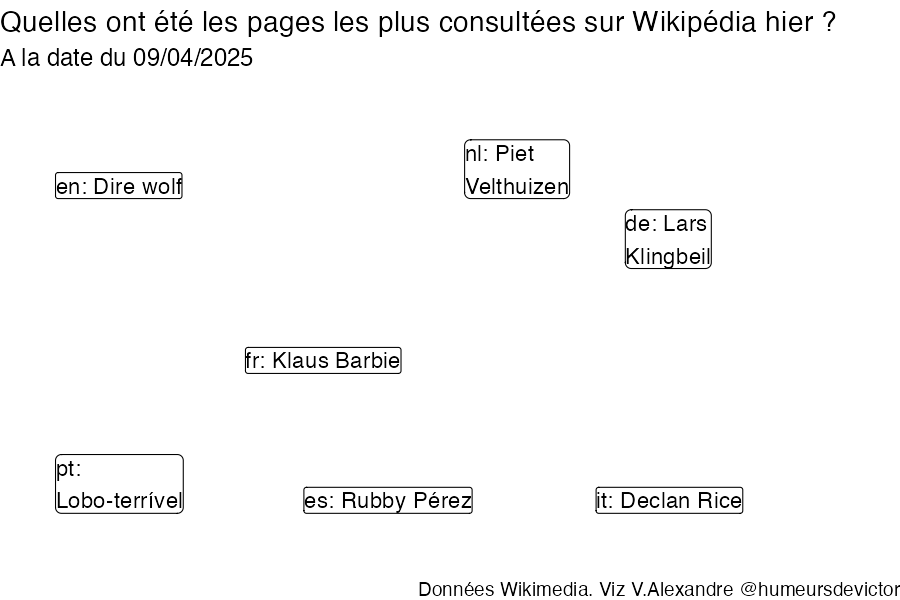 Quelles ont été les pages les plus consultées sur Wikipédia hier ?
A la date du 09/04/2025
nl: Piet
Velthuizen
en: Dire wolf
de: Lars
Klingbeil
fr: Klaus Barbie
pt:
Lobo-terrível
es: Rubby Pérez
it: Declan Rice
Données Wikimedia. Viz V.Alexandre @humeursdevictor